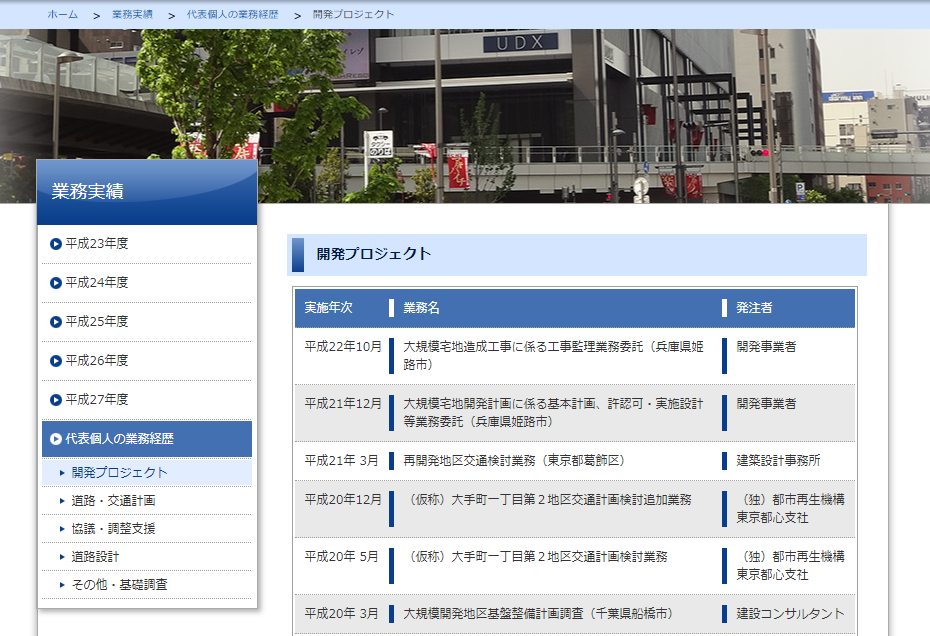 ホーム > 業務実績 > 代表個人の業務経歴 > 開発プロジェクト
UDX
タクシー
のりば
業務実績
平成23年度
平成24年度
平成25年度
平成26年度
平成27年度
代表個人の業務経歴
開発プロジェクト
道路・交通計画
協議・調整支援
道路設計
その他・基礎調査
開発プロジェクト
実施年次 業務名 発注者
平成22年10月 大規模宅地造成工事に係る工事監理業務委託（兵庫県姫 開発事業者
路市）
平成21年12月 大規模宅地開発計画に係る基本計画、許認可・実施設計 開発事業者
等業務委託（兵庫県姫路市）
平成21年 3月 再開発地区交通検討業務（東京都葛飾区） 建築設計事務所
平成20年12月 （仮称）大手町一丁目第２地区交通計画検討追加業務 （独）都市再生機構
東京都心支社
平成20年 5月 （仮称）大手町一丁目第２地区交通計画検討業務 （独）都市再生機構
東京都心支社
平成20年 3月 大規模開発地区基盤整備計画調査（千葉県船橋市） 建設コンサルタント